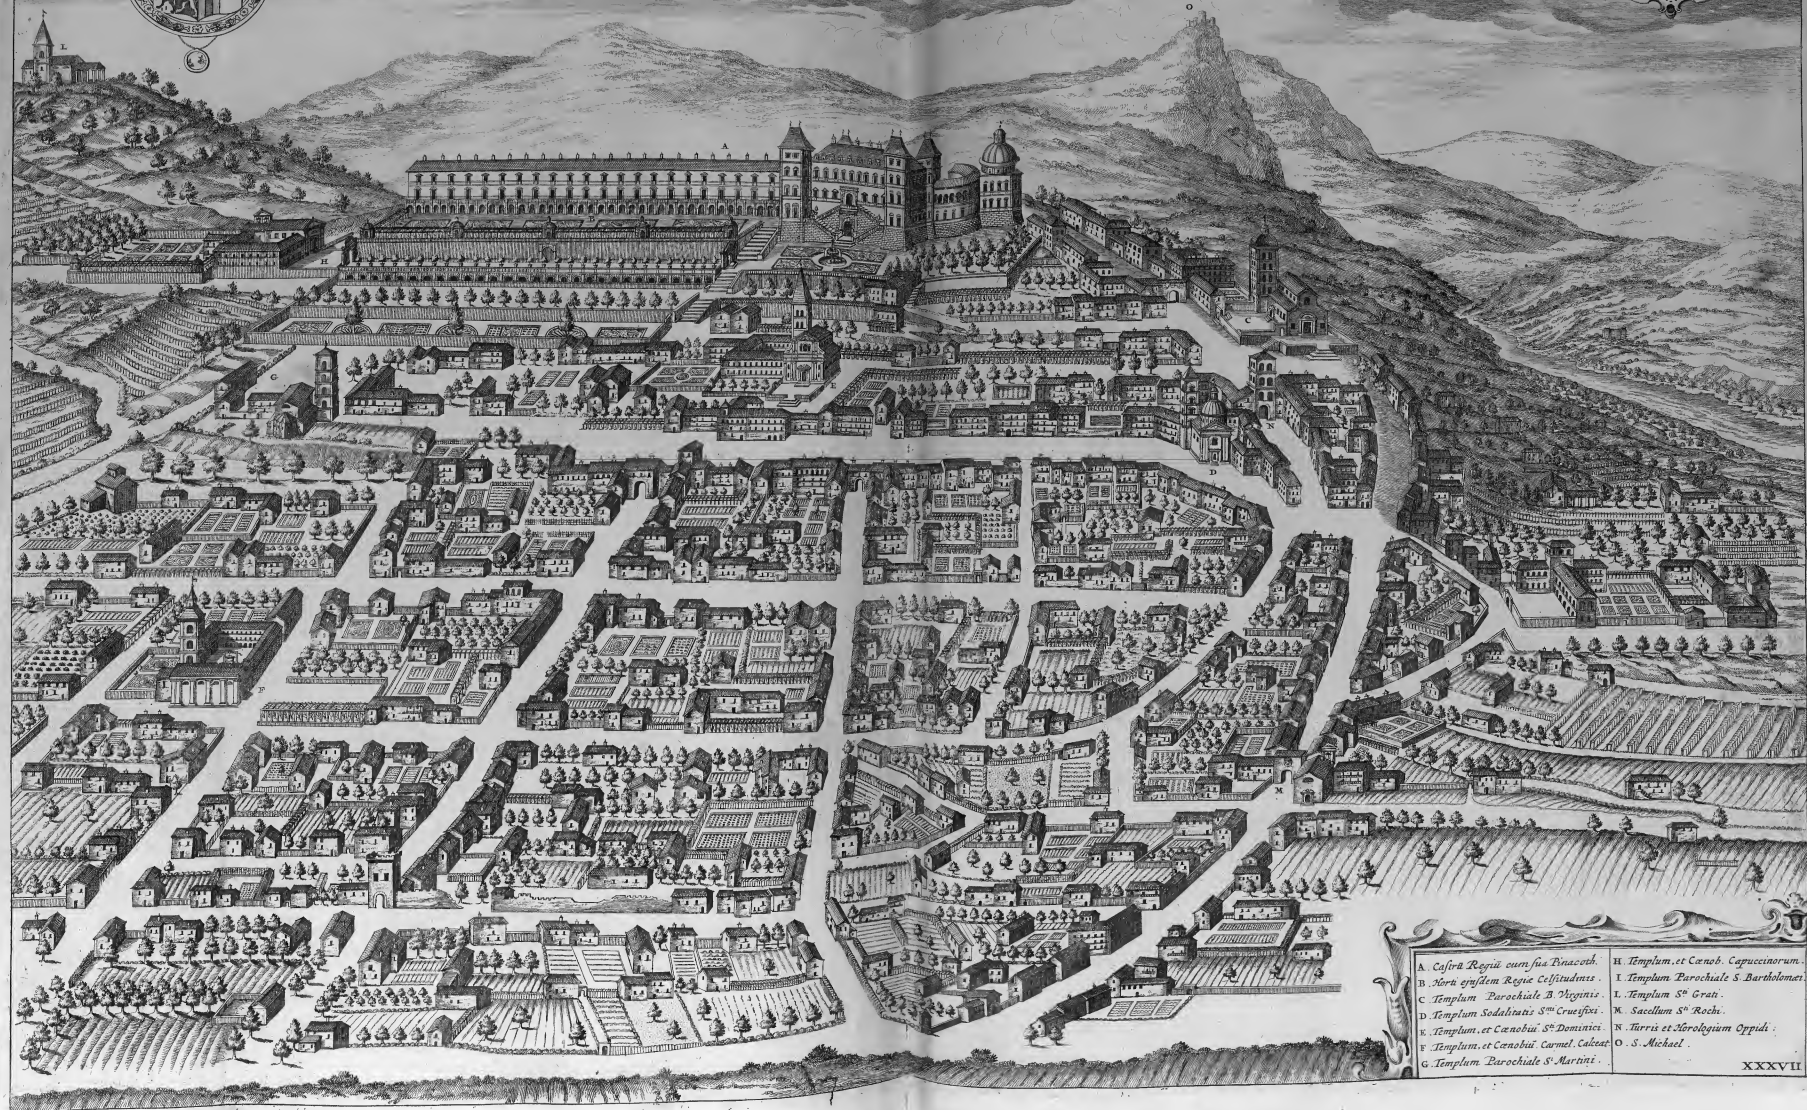 L
O
A
B
H
G
E
I
N
D
F
M
A. Castrū Regiū cum sua Pinacoth.
B. Horti ejusdem Regiæ Celsitudinis.
C. Templum Parochiale B. Virginis.
D. Templum Sodalitatis Sᵐⁱ Crucifixi.
E. Templum, et Cœnobiū Sᵗⁱ Dominici.
F. Templum, et Cœnobiū Carmel. Calceat.
G. Templum Parochiale Sᵗⁱ Martini.
H. Templum, et Cœnob. Capuccinorum.
I. Templum Parochiale S. Bartholomæi.
L. Templum Sᵗⁱ Grati.
M. Sacellum Sᵗⁱ Rochi.
N. Turris et Horologium Oppidi.
O. S. Michael.
XXXVII